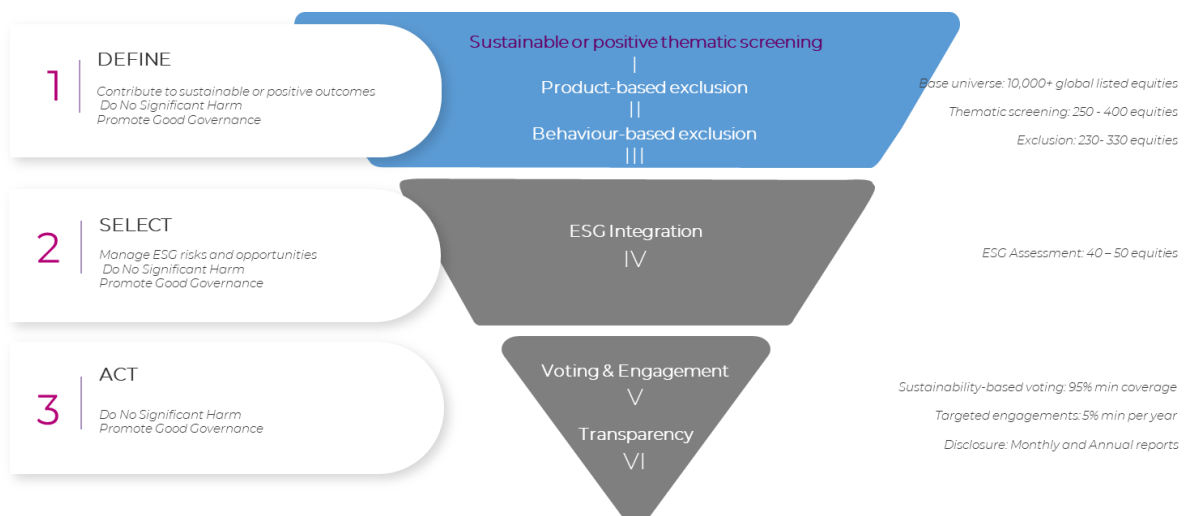 1
DEFINE
Contribute to sustainable or positive outcomes
Do No Significant Harm
Promote Good Governance
Sustainable or positive thematic screening
I
Product-based exclusion
II
Behaviour-based exclusion
III
Base universe: 10,000+ global listed equities
Thematic screening: 250 - 400 equities
Exclusion: 230- 330 equities
2
SELECT
Manage ESG risks and opportunities
Do No Significant Harm
Promote Good Governance
ESG Integration
IV
ESG Assessment: 40 – 50 equities
3
ACT
Do No Significant Harm
Promote Good Governance
Voting & Engagement
V
Transparency
VI
Sustainability-based voting: 95% min coverage
Targeted engagements: 5% min per year
Disclosure: Monthly and Annual reports